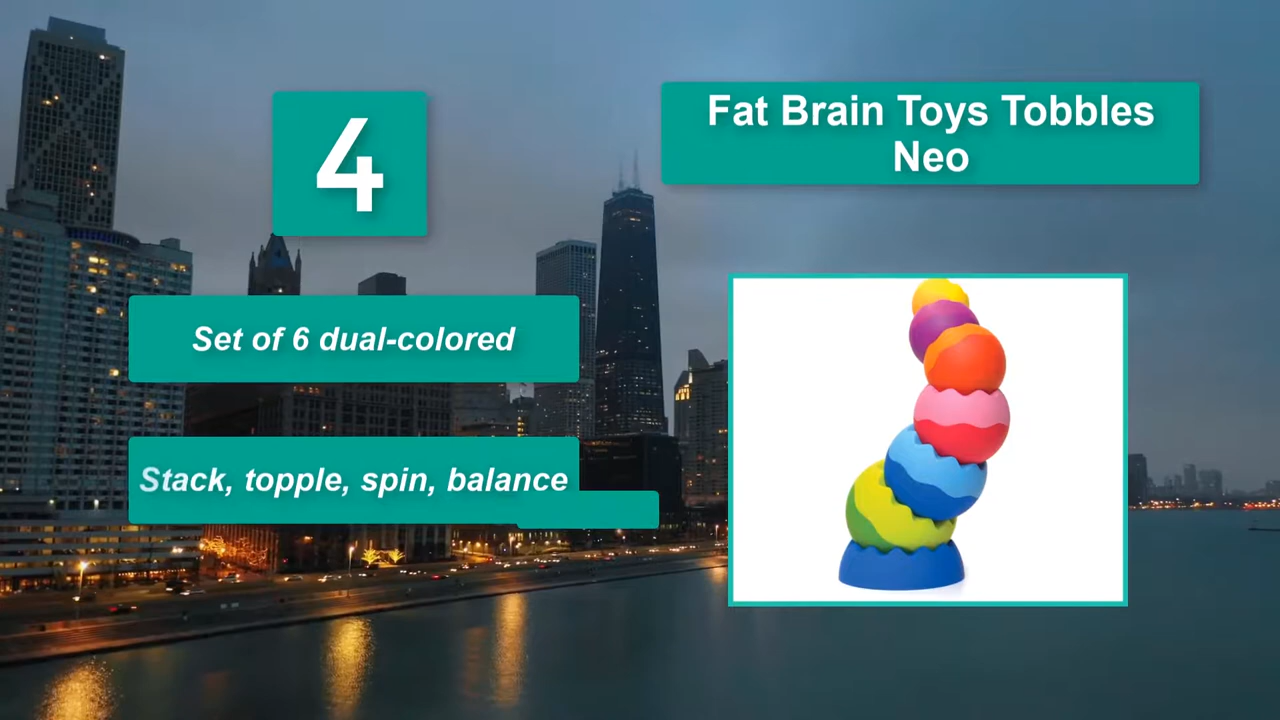 4
Fat Brain Toys Tobbles
Neo
Set of 6 dual-colored
Stack, topple, spin, balance